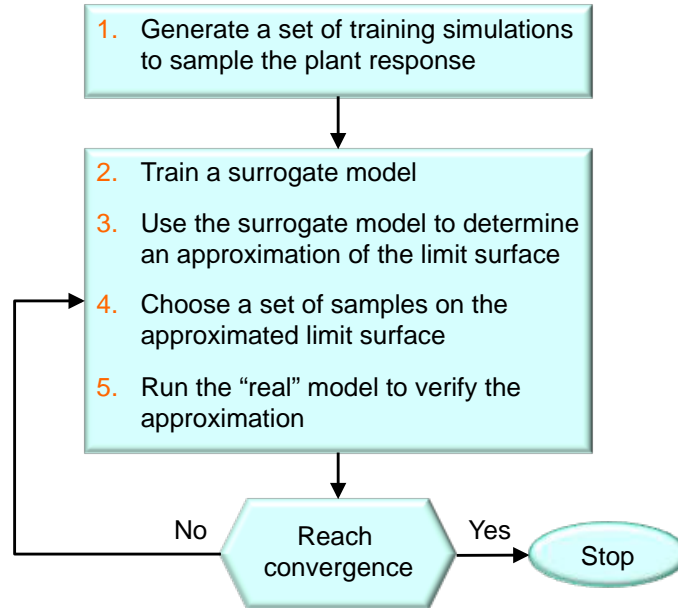 1. Generate a set of training simulations
to sample the plant response
2. Train a surrogate model
3. Use the surrogate model to determine
an approximation of the limit surface
4. Choose a set of samples on the
approximated limit surface
5. Run the “real” model to verify the
approximation
No
Reach
convergence
Yes
Stop